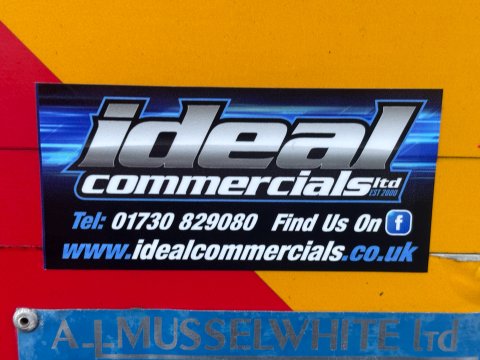 ideal
commercials ltd
EST 2000
Tel: 01730 829080 Find Us On f
www.idealcommercials.co.uk
A.J.MUSSELWHITE Ltd